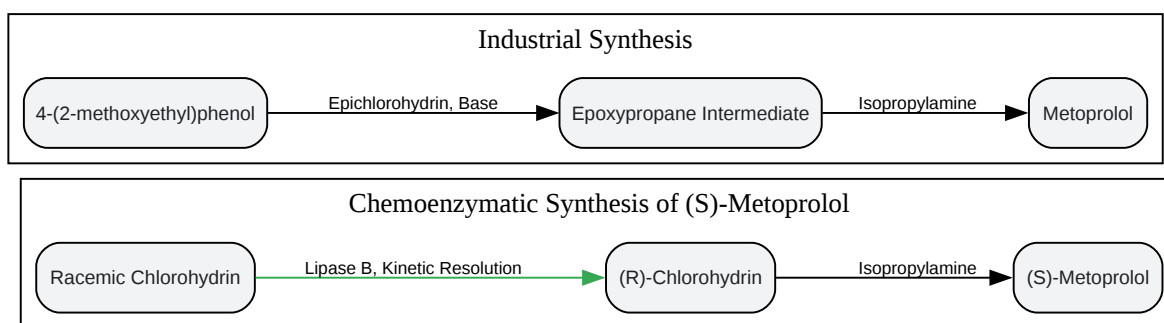 Industrial Synthesis
4-(2-methoxyethyl)phenol
Epichlorohydrin, Base
Epoxypropane Intermediate
Isopropylamine
Metoprolol
Chemoenzymatic Synthesis of (S)-Metoprolol
Racemic Chlorohydrin
Lipase B, Kinetic Resolution
(R)-Chlorohydrin
Isopropylamine
(S)-Metoprolol